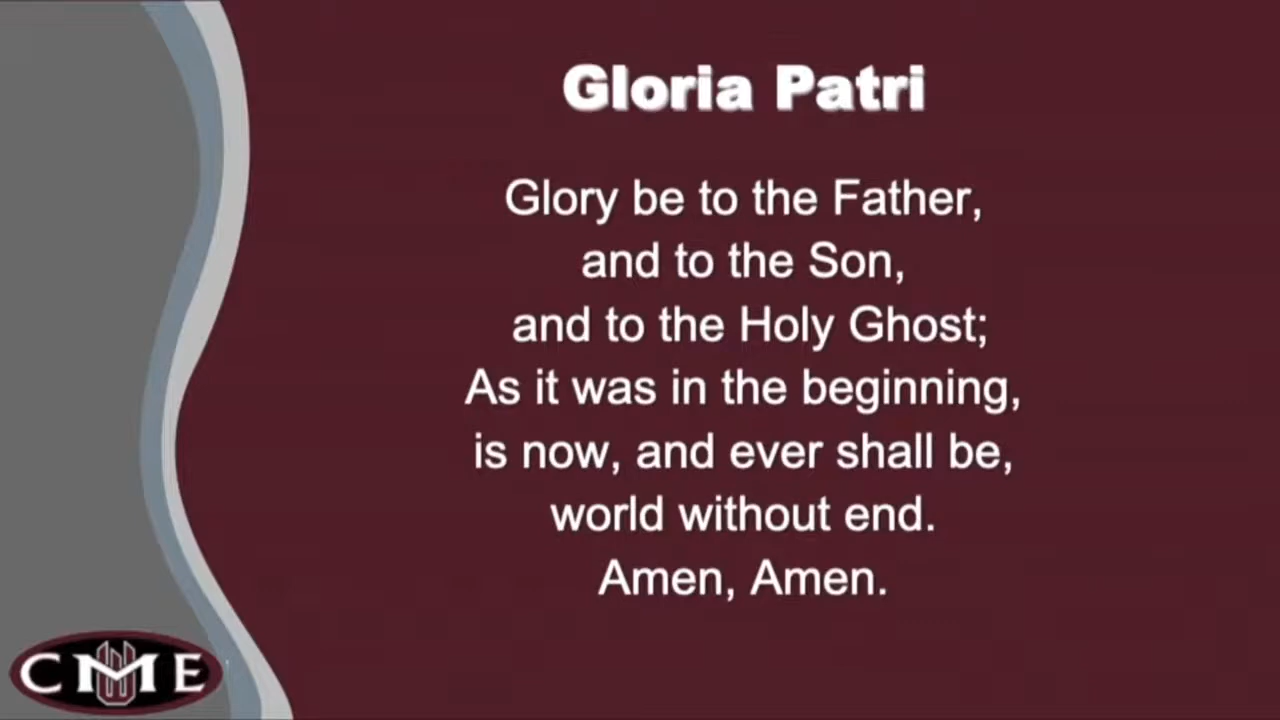 Gloria Patri
Glory be to the Father,
and to the Son,
and to the Holy Ghost;
As it was in the beginning,
is now, and ever shall be,
world without end.
Amen, Amen.
CME